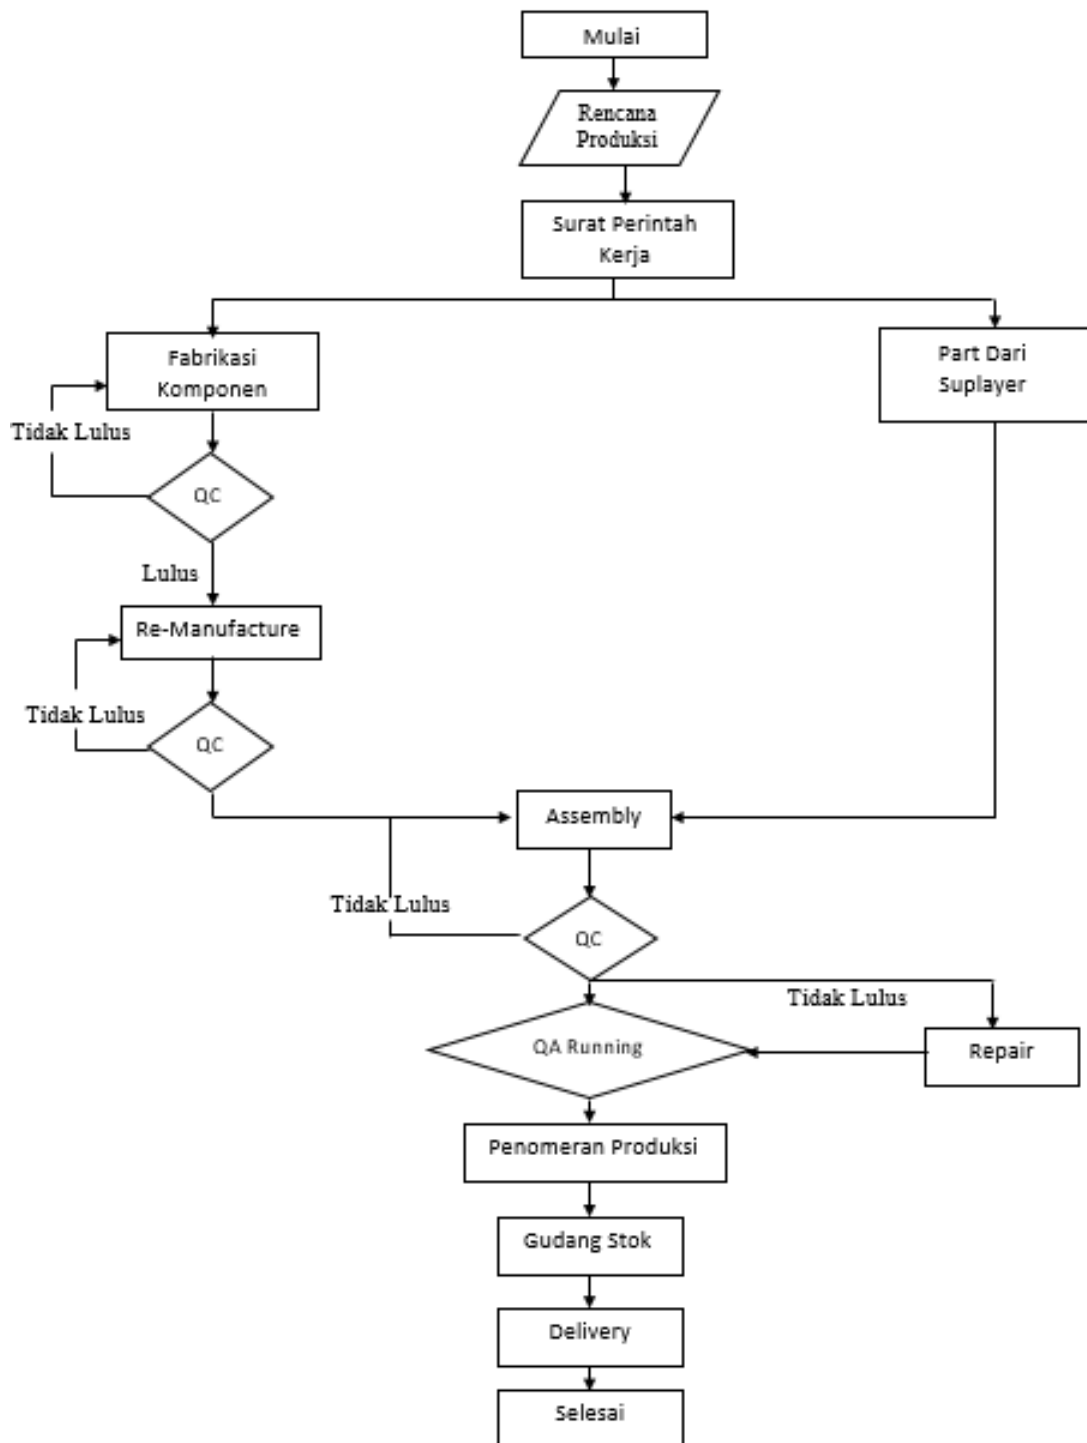 Mulai
Rencana
Produksi
Surat Perintah
Kerja
Fabrikasi
Komponen
Part Dari
Suplayer
Tidak Lulus
QC
Lulus
Re-Manufacture
Tidak Lulus
QC
Assembly
Tidak Lulus
QC
Tidak Lulus
QA Running
Repair
Penomeran Produksi
Gudang Stok
Delivery
Selesai